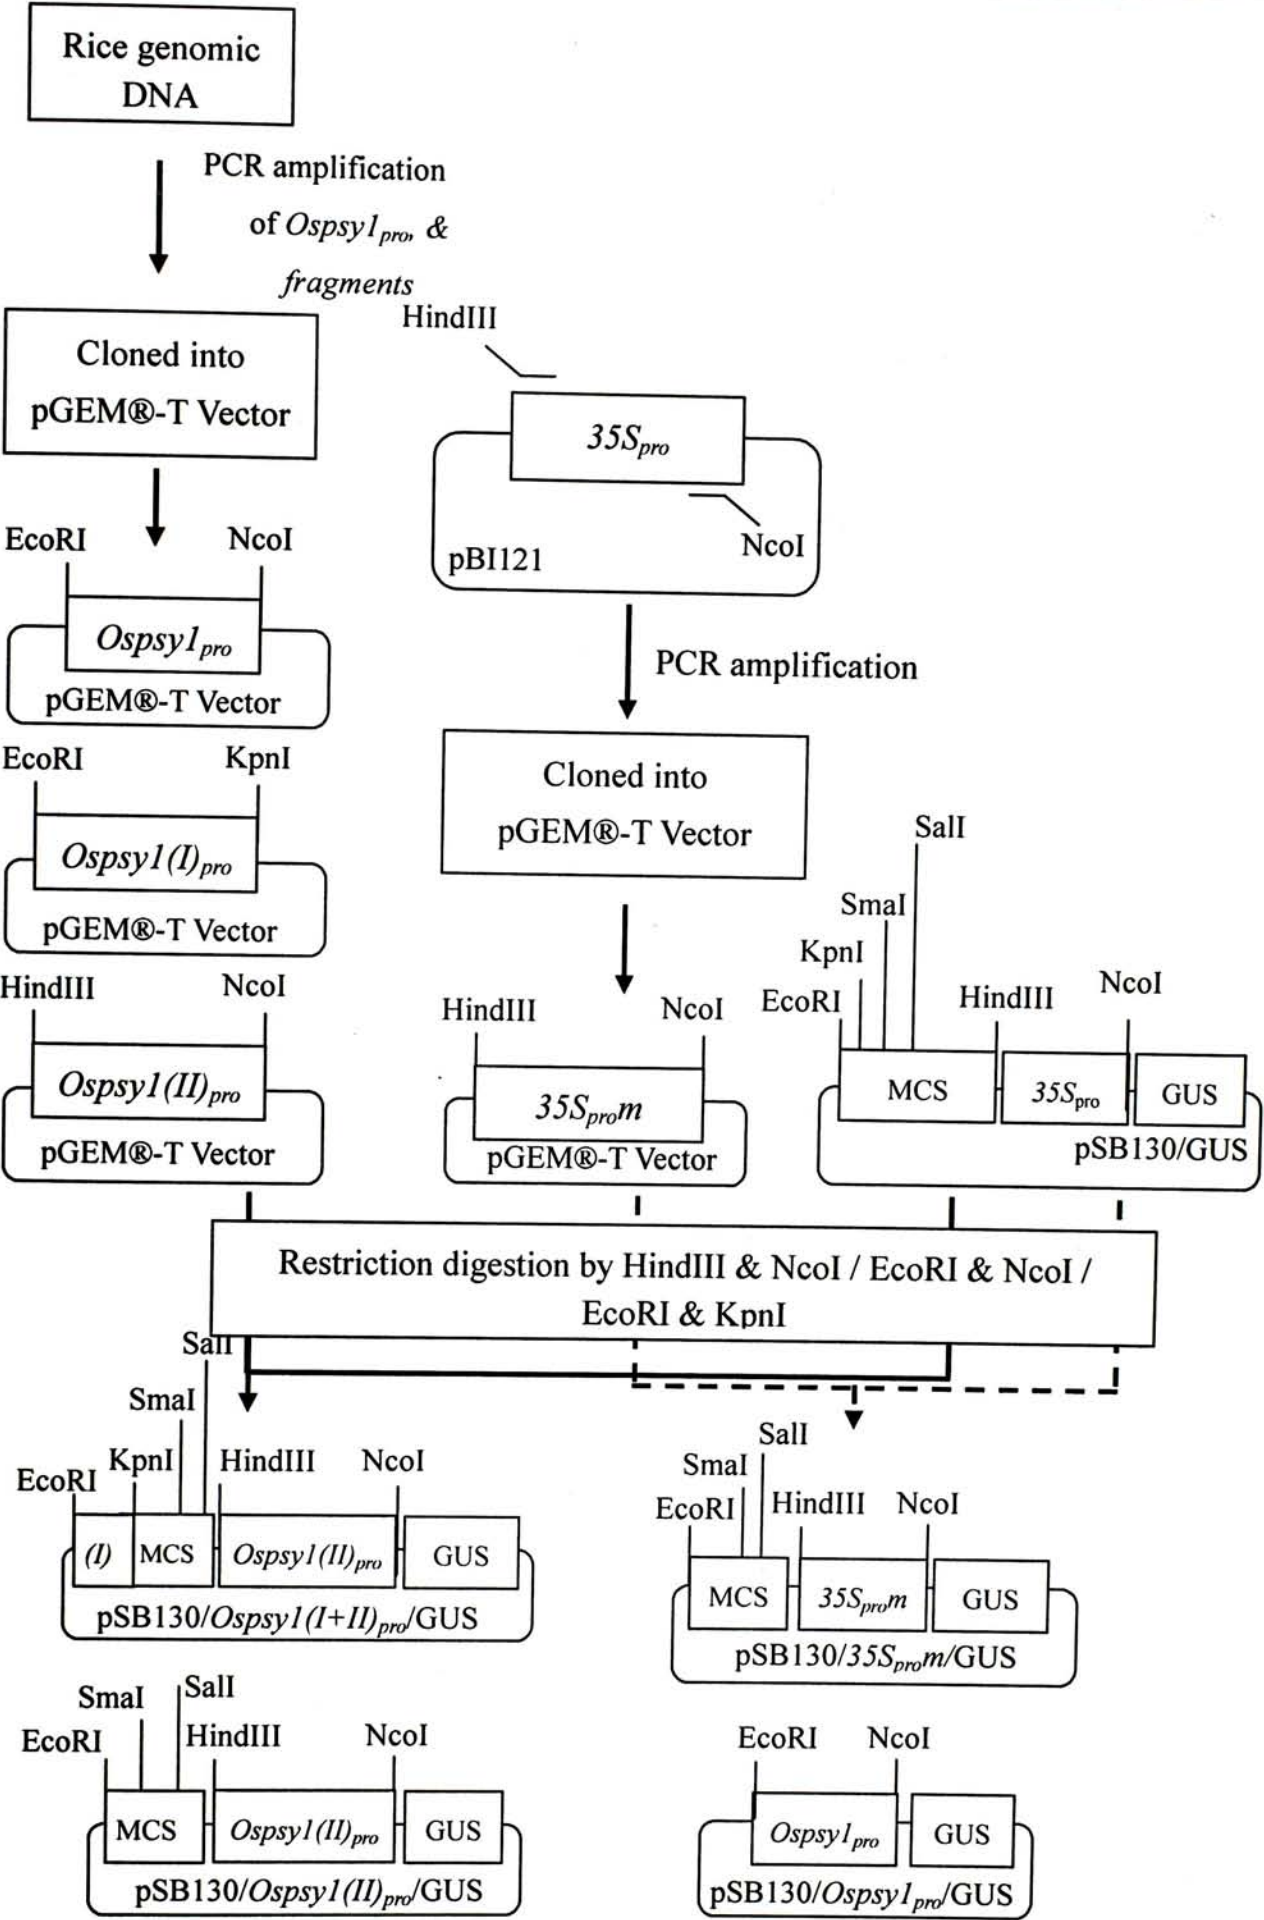 Rice genomic
DNA
PCR amplification
of Ospsy1pro, &
fragments
Cloned into
pGEM®-T Vector
HindIII
35Spro
NcoI
pBI121
EcoRI
NcoI
Ospsy1pro
pGEM®-T Vector
PCR amplification
EcoRI
KpnI
Ospsy1(I)pro
pGEM®-T Vector
Cloned into
pGEM®-T Vector
HindIII
NcoI
Ospsy1(II)pro
pGEM®-T Vector
HindIII
NcoI
35Sprom
pGEM®-T Vector
SalI
SmaI
KpnI
EcoRI
HindIII
NcoI
MCS
35Spro
GUS
pSB130/GUS
Restriction digestion by HindIII & NcoI / EcoRI & NcoI /
EcoRI & KpnI
SalI
SmaI
KpnI
HindIII
NcoI
EcoRI
(I)
MCS
Ospsy1(II)pro
GUS
pSB130/Ospsy1(I+II)pro/GUS
SalI
SmaI
EcoRI
HindIII
NcoI
MCS
35Sprom
GUS
pSB130/35Sprom/GUS
SalI
SmaI
EcoRI
HindIII
NcoI
MCS
Ospsy1(II)pro
GUS
pSB130/Ospsy1(II)pro/GUS
EcoRI
NcoI
Ospsy1pro
GUS
pSB130/Ospsy1pro/GUS